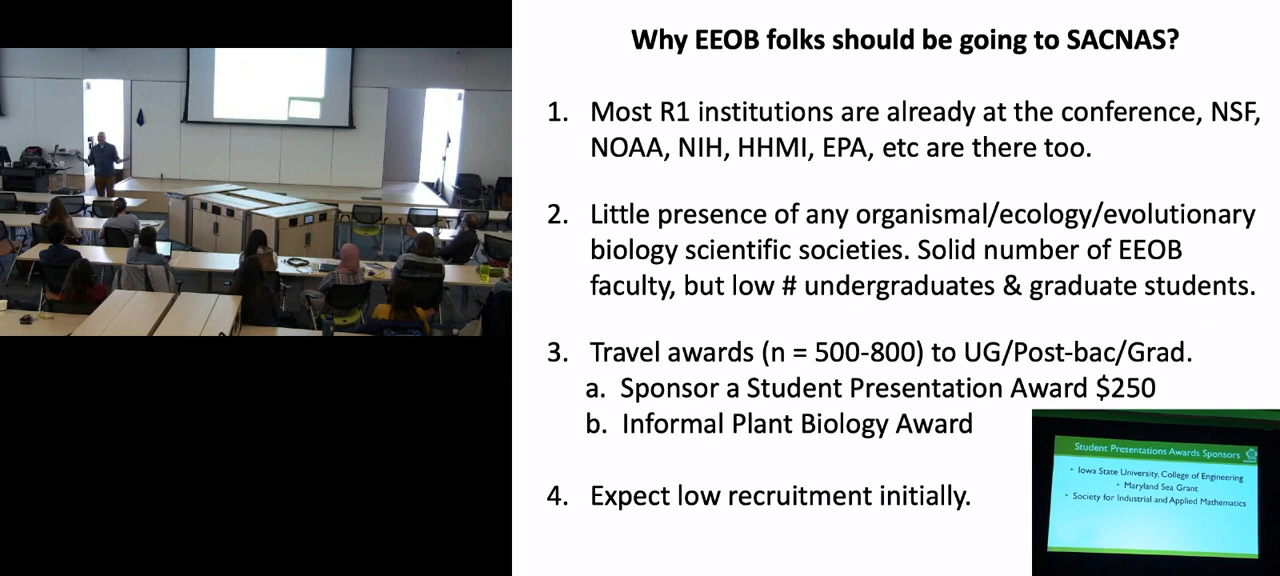 Why EEOB folks should be going to SACNAS?
1. Most R1 institutions are already at the conference, NSF,
NOAA, NIH, HHMI, EPA, etc are there too.
2. Little presence of any organismal/ecology/evolutionary
biology scientific societies. Solid number of EEOB
faculty, but low # undergraduates & graduate students.
3. Travel awards (n = 500-800) to UG/Post-bac/Grad.
a. Sponsor a Student Presentation Award $250
b. Informal Plant Biology Award
4. Expect low recruitment initially.
Student Presentations Awards Sponsors
• Iowa State University, College of Engineering
• Maryland Sea Grant
• Society for Industrial and Applied Mathematics